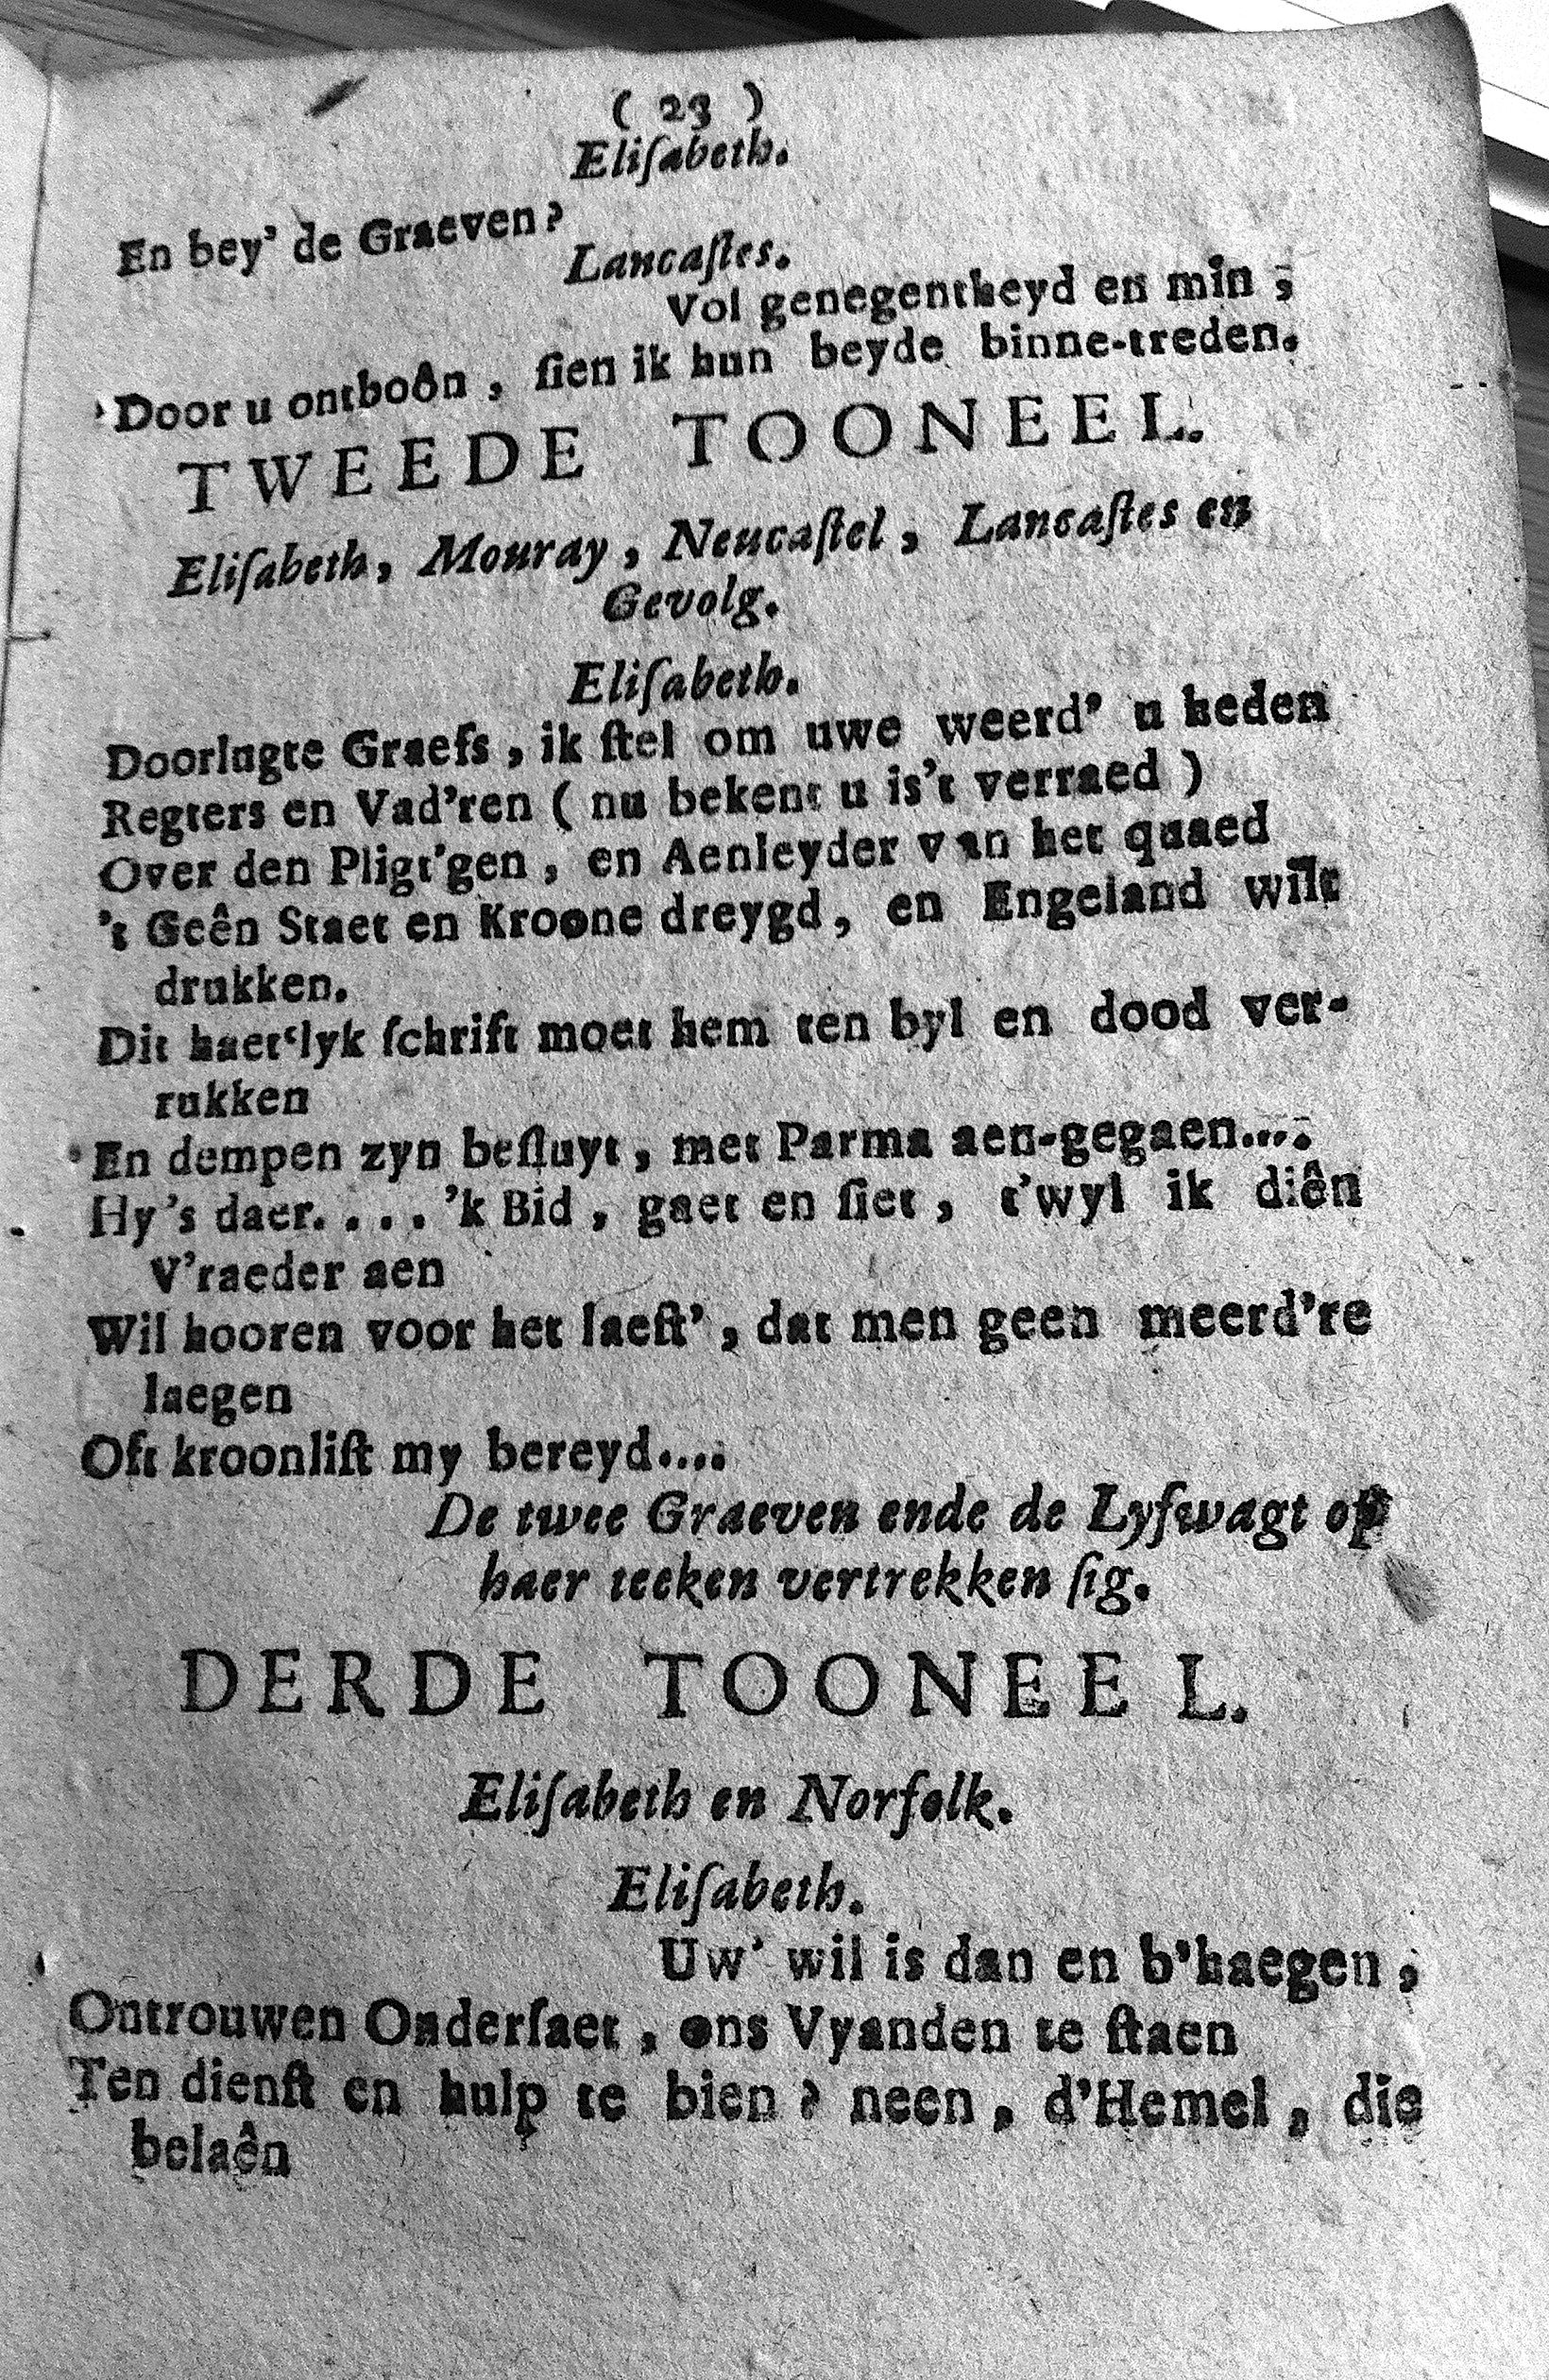 ( 23 )
Eliſabeth.
En bey' de Graeven?
Lancaſtes.
Vol genegentheyd en min ;
Door u ontboôn , ſien ik hun beyde binne-treden.
TWEEDE TOONEEL.
Eliſabeth, Mouray , Neucaſtel , Lancaſtes en
Gevolg.
Eliſabeth.
Doorlugte Graefs , ik ſtel om uwe weerd' u heden
Regters en Vad'ren ( nu bekent u is't verraed )
Over den Pligt'gen , en Aenleyder van het quaed
't Geên Staet en Kroone dreygd, en Engeland wilt
drukken.
Dit haet‘lyk ſchrift moet hem ten byl en dood ver-
rukken
En dempen zyn beſluyt , met Parma aen-gegaen....
Hy's daer. . . . 'k Bid , gaet en ſiet , t'wyl ik diên
V'raeder aen
Wil hooren voor het laeſt' , dat men geen meerd're
laegen
Oft kroonliſt my bereyd....
De twee Graeven ende de Lyfwagt op
haer teeken vertrekken ſig.
DERDE TOONEEL.
Eliſabeth en Norfolk.
Eliſabeth.
Uw' wil is dan en b'haegen ,
Ontrouwen Onderſaet , ons Vyanden te ſtaen
Ten dienſt en hulp te bien ? neen , d'Hemel , die
belaên